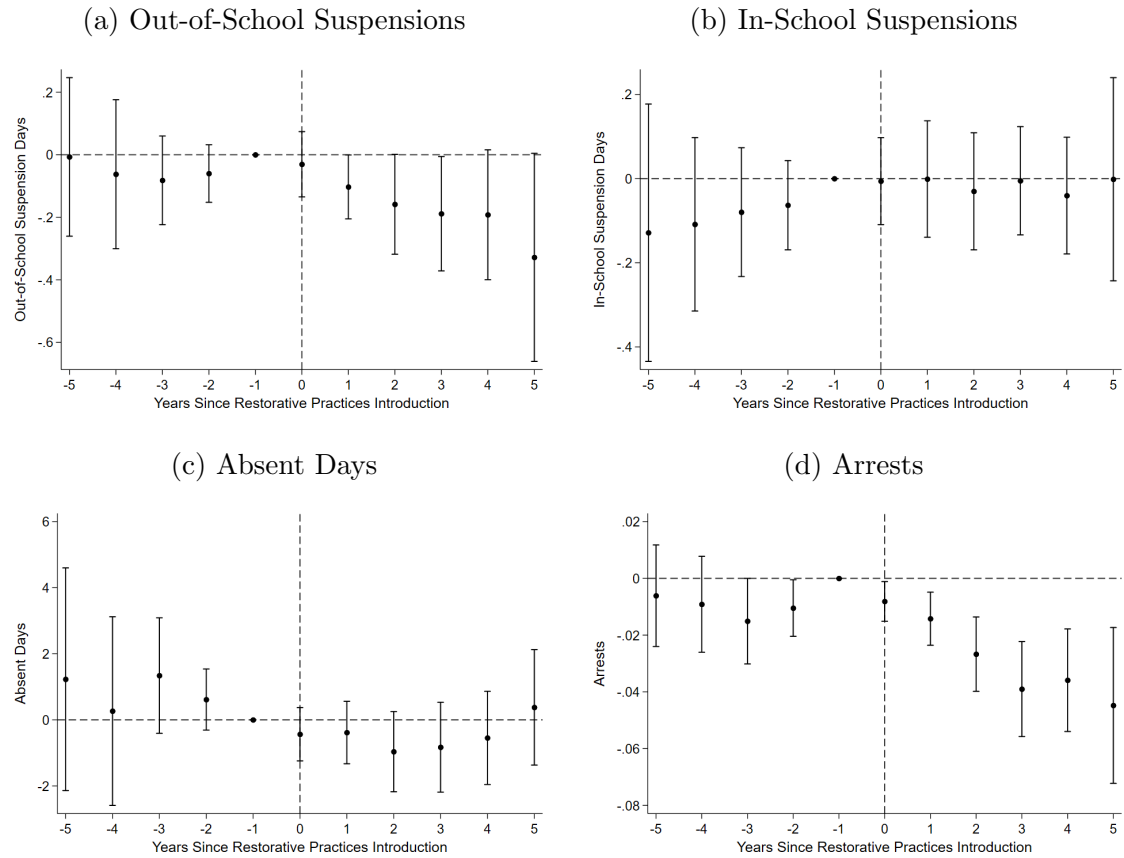 (a) Out-of-School Suspensions
.2
0
-.2
-.4
-.6
Out-of-School Suspension Days
-5 -4 -3 -2 -1 0 1 2 3 4 5
Years Since Restorative Practices Introduction
(b) In-School Suspensions
.2
0
-.2
-.4
In-School Suspension Days
-5 -4 -3 -2 -1 0 1 2 3 4 5
Years Since Restorative Practices Introduction
(c) Absent Days
6
4
2
0
-2
Absent Days
-5 -4 -3 -2 -1 0 1 2 3 4 5
Years Since Restorative Practices Introduction
(d) Arrests
.02
0
-.02
-.04
-.06
-.08
Arrests
-5 -4 -3 -2 -1 0 1 2 3 4 5
Years Since Restorative Practices Introduction